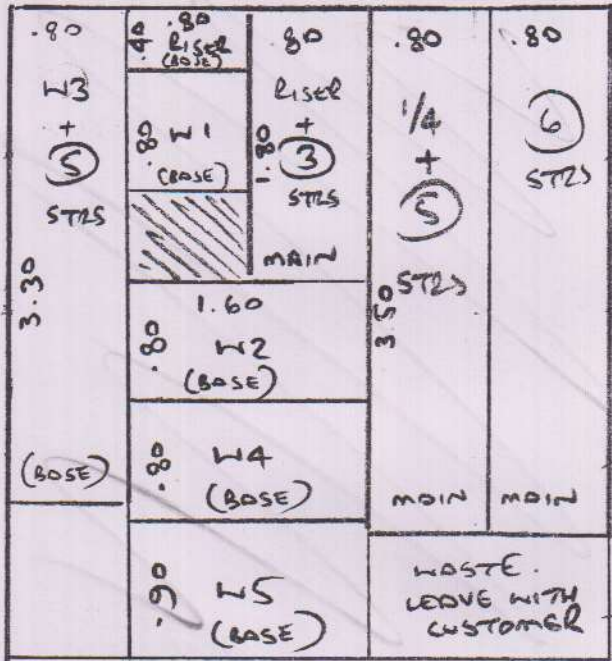 .80
W3
+
5
STRS
3.30
(BASE)
.80
.40
RISER
(BASE)
.80
W1
(BASE)
.80
RISER
+
3
STRS
1.80
MAIN
1.60
.80
W2
(BASE)
.80
W4
(BASE)
.90
W5
(BASE)
.80
1/4
+
5
STRS
3.50
MAIN
.80
6
STRS
MAIN
WASTE.
LEAVE WITH
CUSTOMER